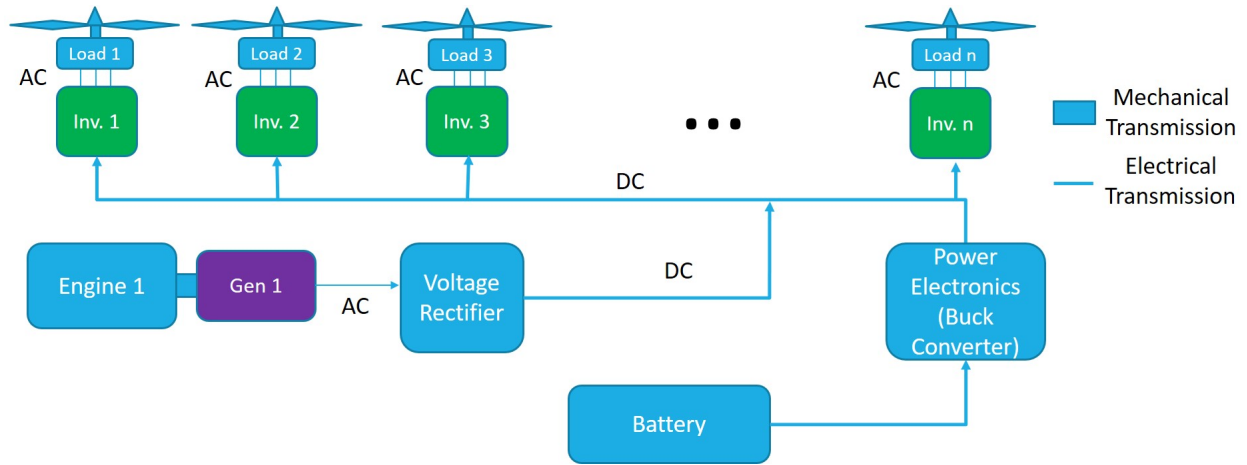 Load 1
Load 2
Load 3
Load n
AC
AC
AC
AC
Inv. 1
Inv. 2
Inv. 3
...
Inv. n
Mechanical
Transmission
Electrical
Transmission
DC
Engine 1
Gen 1
AC
Voltage
Rectifier
DC
Power
Electronics
(Buck
Converter)
Battery